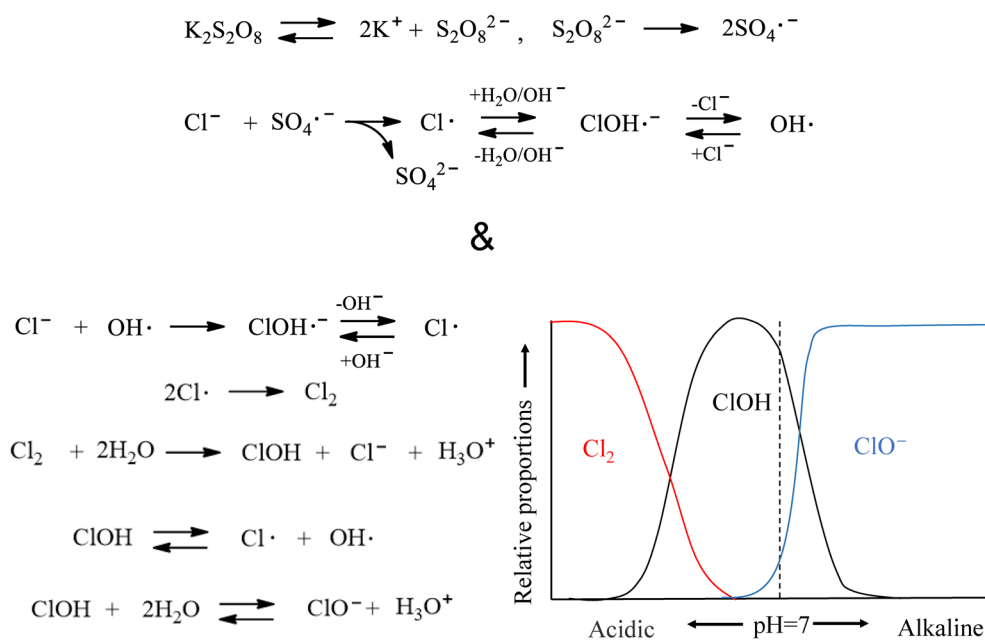 K₂S₂O₈ ⇌ 2K⁺ + S₂O₈²⁻ , S₂O₈²⁻ → 2SO₄·⁻
+H₂O/OH⁻ -Cl⁻
Cl⁻ + SO₄·⁻ → Cl· ⇌ ClOH·⁻ ⇌ OH·
-H₂O/OH⁻ +Cl⁻
SO₄²⁻
&
-OH⁻
Cl⁻ + OH· → ClOH·⁻ ⇌ Cl·
+OH⁻
2Cl· → Cl₂
Cl₂ + 2H₂O → ClOH + Cl⁻ + H₃O⁺
ClOH ⇌ Cl· + OH·
ClOH + 2H₂O ⇌ ClO⁻ + H₃O⁺
Relative proportions →
Cl₂
ClOH
ClO⁻
Acidic ← pH=7 → Alkaline